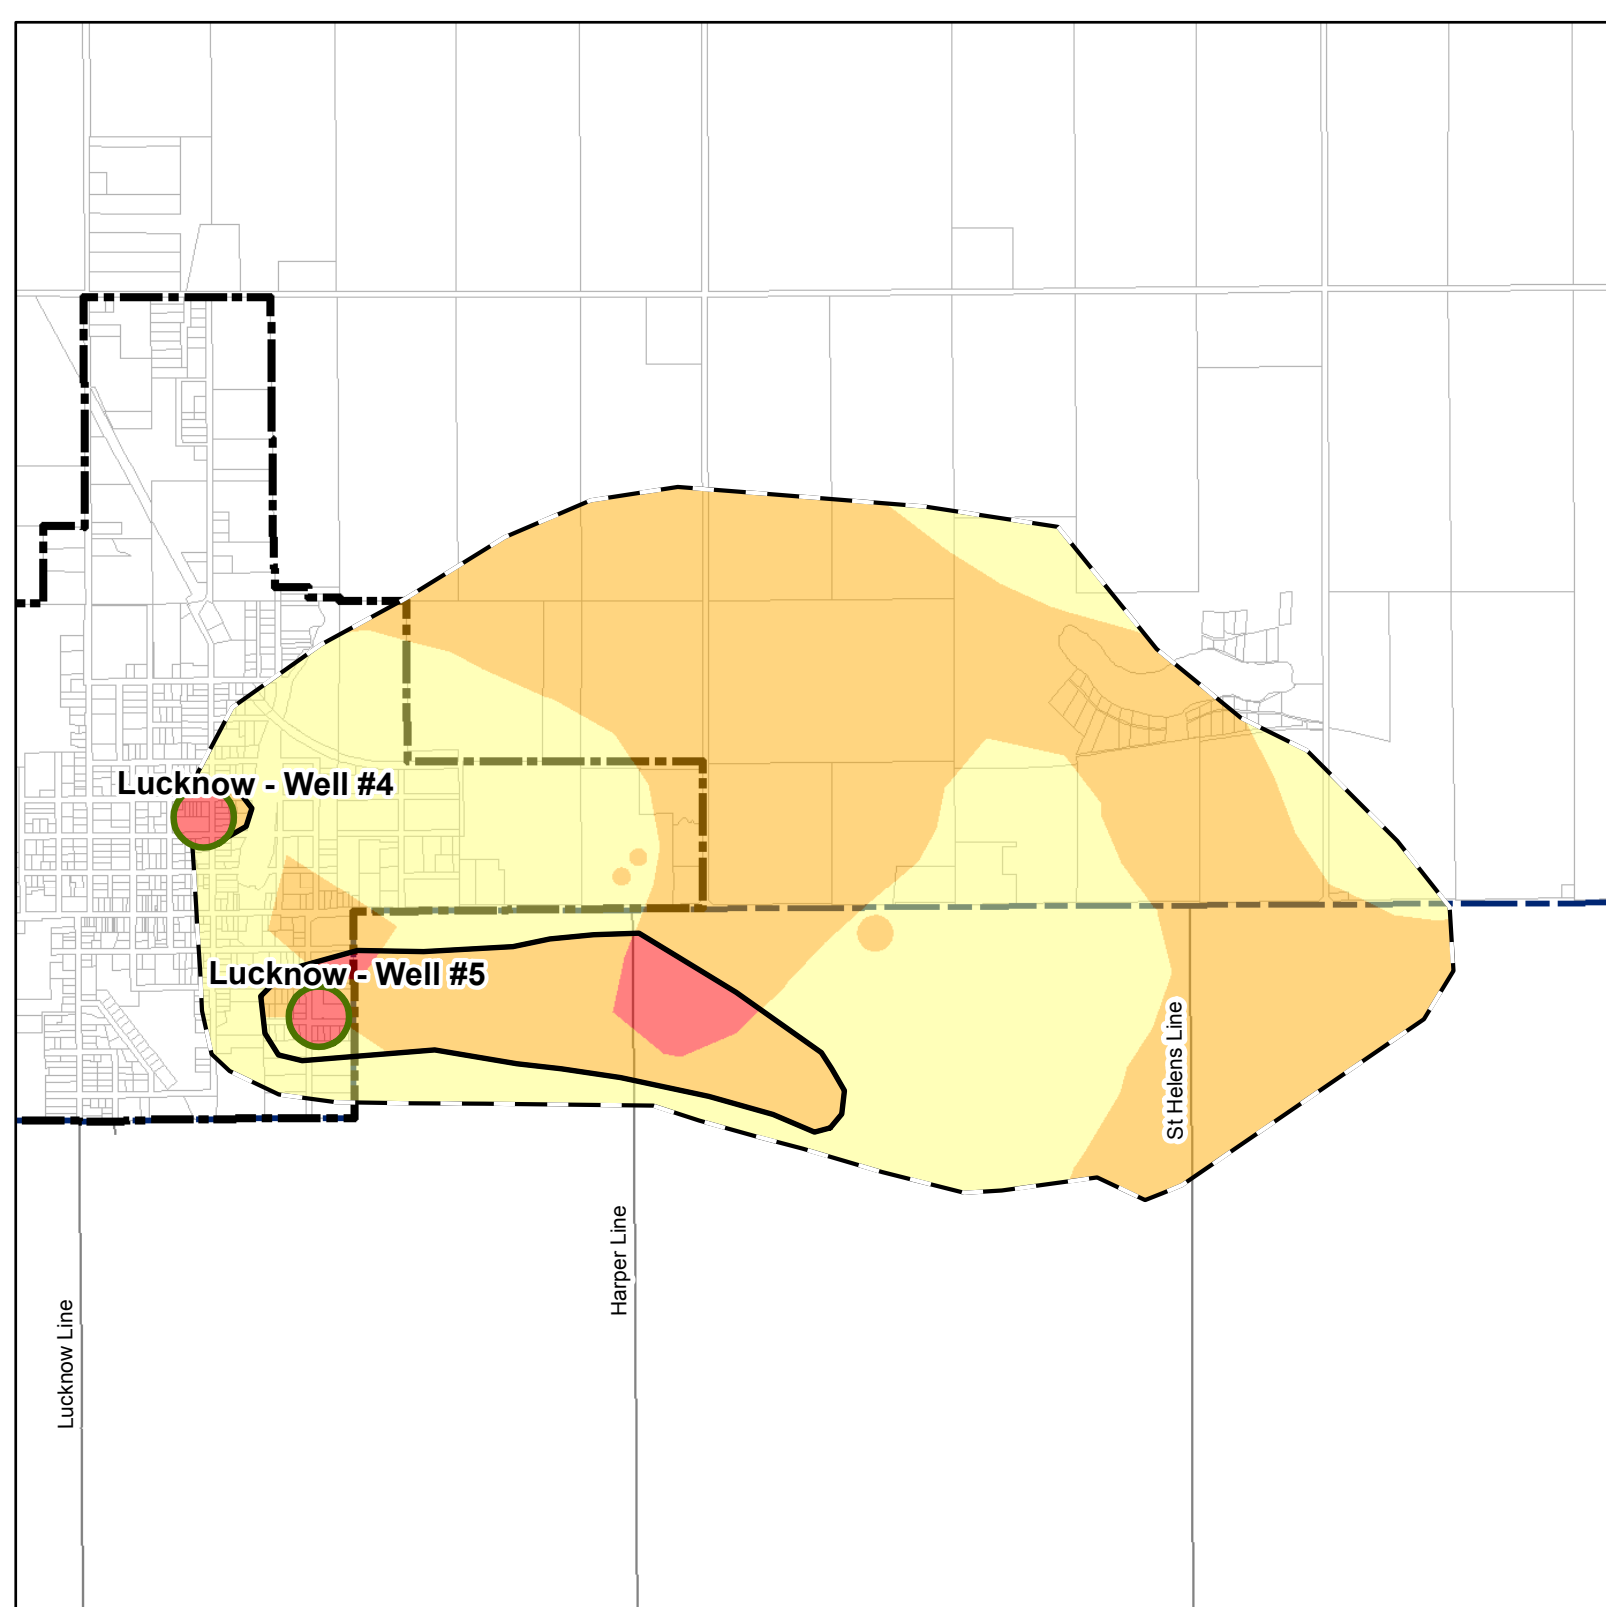 Lucknow - Well #4
Lucknow - Well #5
St Helens Line
Harper Line
Lucknow Line